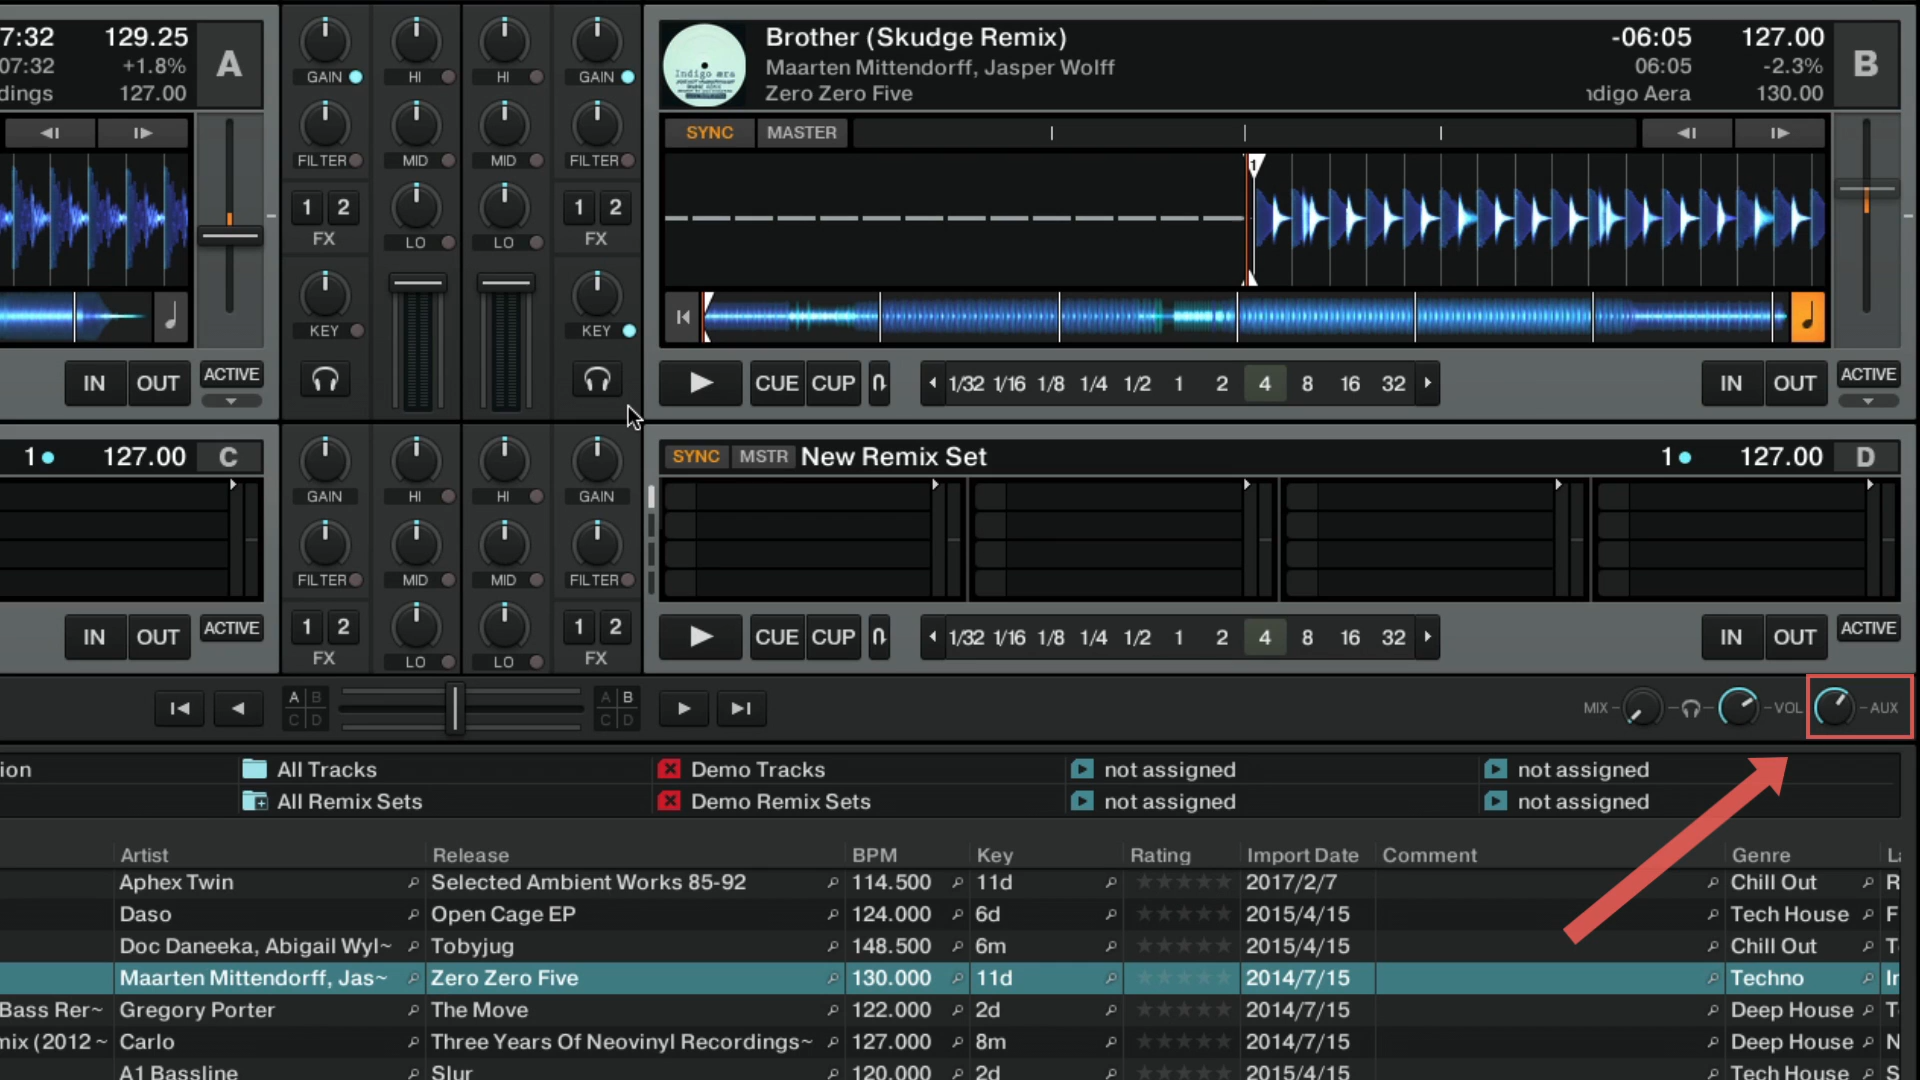 7:32 129.25 A
07:32 +1.8%
dings 127.00
GAIN HI HI GAIN
FILTER MID MID FILTER
1 2 LO LO 1 2
FX FX
KEY KEY
IN OUT ACTIVE
Indigo æra
Brother (Skudge Remix) -06:05 127.00 B
Maarten Mittendorff, Jasper Wolff 06:05 -2.3%
Zero Zero Five ndigo Aera 130.00
SYNC MASTER
1
CUE CUP 1/32 1/16 1/8 1/4 1/2 1 2 4 8 16 32 IN OUT ACTIVE
1 127.00 C
GAIN HI HI GAIN
FILTER MID MID FILTER
1 2 LO LO 1 2
FX FX
IN OUT ACTIVE
SYNC MSTR New Remix Set 1 127.00 D
CUE CUP 1/32 1/16 1/8 1/4 1/2 1 2 4 8 16 32 IN OUT ACTIVE
A B A B
C D C D
MIX VOL AUX
ion All Tracks Demo Tracks not assigned not assigned
All Remix Sets Demo Remix Sets not assigned not assigned
Artist Release BPM Key Rating Import Date Comment Genre
Aphex Twin Selected Ambient Works 85-92 114.500 11d 2017/2/7 Chill Out R
Daso Open Cage EP 124.000 6d 2015/4/15 Tech House F
Doc Daneeka, Abigail Wyl~ Tobyjug 148.500 6m 2015/4/15 Chill Out T
Maarten Mittendorff, Jas~ Zero Zero Five 130.000 11d 2014/7/15 Techno In
Bass Rer~ Gregory Porter The Move 122.000 2d 2014/7/15 Deep House T
mix (2012 ~ Carlo Three Years Of Neovinyl Recordings~ 127.000 8m 2014/7/15 Deep House N
A1 Bassline Slur 120.000 2d 2015/4/15 Tech House S